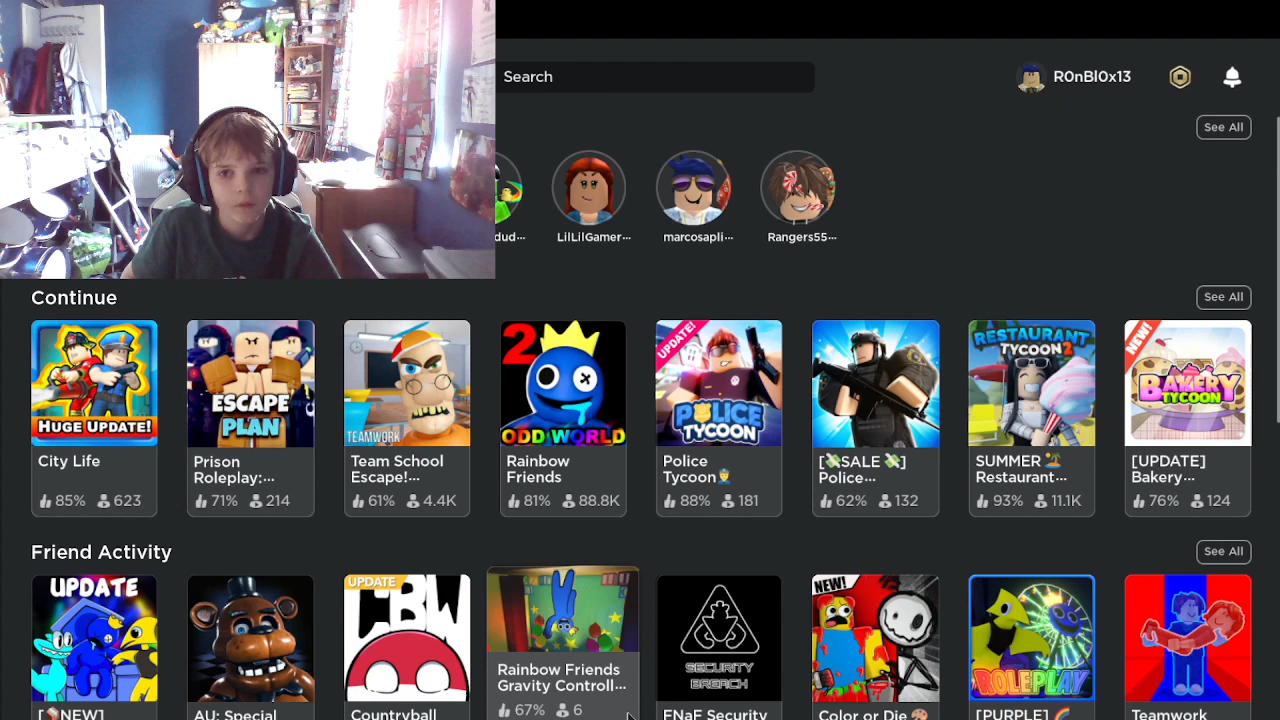 Search
R0nBl0x13
See All
dud...
LilLilGamer...
marcosapli...
Rangers55...
Continue
See All
HUGE UPDATE!
ESCAPE
PLAN
TEAMWORK
2
ODD WORLD
UPDATE!
POLICE
TYCOON
RESTAURANT
TYCOON 2
NEW!
BAKERY
TYCOON
City Life
85% 623
Prison
Roleplay:...
71% 214
Team School
Escape!...
61% 4.4K
Rainbow
Friends
81% 88.8K
Police
Tycoon👮
88% 181
[💸SALE 💸]
Police...
62% 132
SUMMER 🏝️
Restaurant...
93% 11.1K
[UPDATE]
Bakery...
76% 124
Friend Activity
See All
UPDATE
UPDATE
CBW
Rainbow Friends
Gravity Controll...
67% 6
SECURITY
BREACH
NEW!
ROLEPLAY
AU: Special
Countryball
FNaF Security
Color or Die 🎨
[PURPLE] 🌈
Teamwork